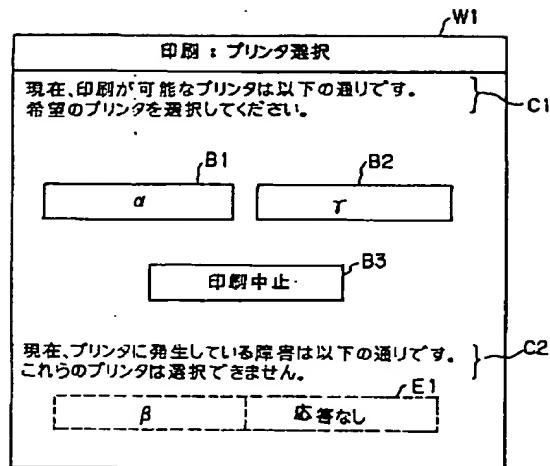 W1
印刷：プリンタ選択
現在、印刷が可能なプリンタは以下の通りです。
希望のプリンタを選択してください。
C1
B1
B2
α
γ
B3
印刷中止
現在、プリンタに発生している障害は以下の通りです。
これらのプリンタは選択できません。
C2
E1
β
応答なし